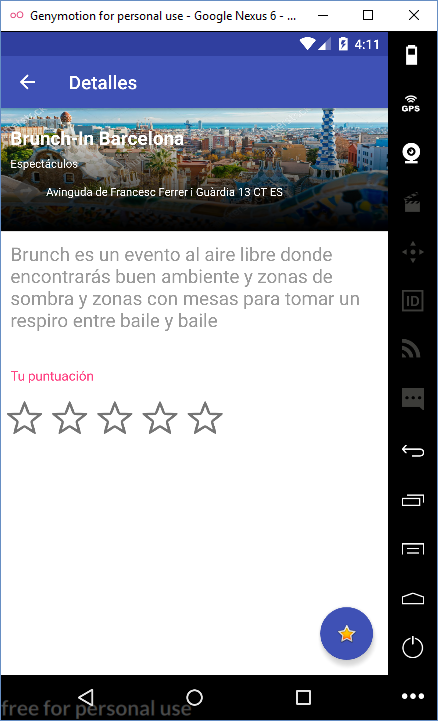 Genymotion for personal use - Google Nexus 6 - ...
4:11
Detalles
Brunch-In Barcelona
Espectáculos
Avinguda de Francesc Ferrer i Guàrdia 13 CT ES
Brunch es un evento al aire libre donde
encontrarás buen ambiente y zonas de
sombra y zonas con mesas para tomar un
respiro entre baile y baile
Tu puntuación
GPS
ID
free for personal use